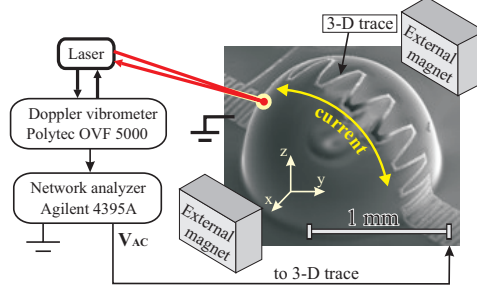 3-D trace
External
magnet
Laser
Doppler vibrometer
Polytec OVF 5000
current
Network analyzer
Agilent 4395A
z
y
x
1 mm
External
magnet
VAC
to 3-D trace